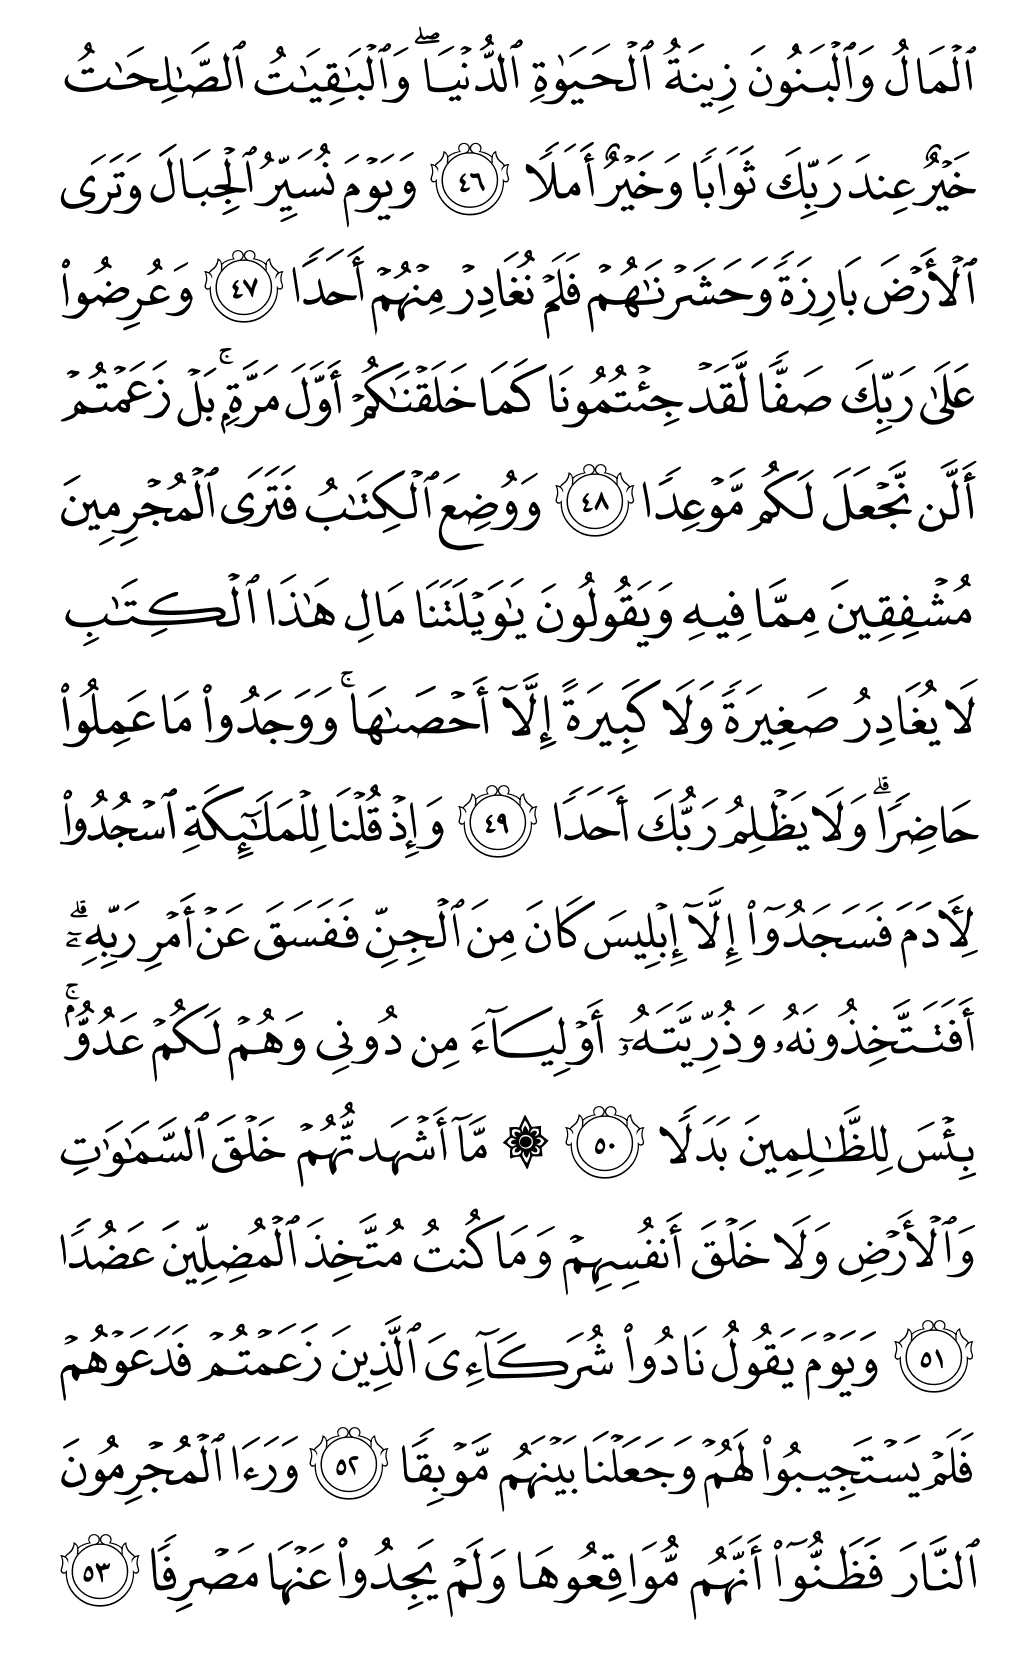 ٱلۡمَالُ وَٱلۡبَنُونَ زِينَةُ ٱلۡحَيَوٰةِ ٱلدُّنۡيَاۖ وَٱلۡبَٰقِيَٰتُ ٱلصَّٰلِحَٰتُ
خَيۡرٌ عِندَ رَبِّكَ ثَوَابٗا وَخَيۡرٌ أَمَلٗا ٤٦ وَيَوۡمَ نُسَيِّرُ ٱلۡجِبَالَ وَتَرَى
ٱلۡأَرۡضَ بَارِزَةٗ وَحَشَرۡنَٰهُمۡ فَلَمۡ نُغَادِرۡ مِنۡهُمۡ أَحَدٗا ٤٧ وَعُرِضُواْ
عَلَىٰ رَبِّكَ صَفّٗا لَّقَدۡ جِئۡتُمُونَا كَمَا خَلَقۡنَٰكُمۡ أَوَّلَ مَرَّةِۭۚ بَلۡ زَعَمۡتُمۡ
أَلَّن نَّجۡعَلَ لَكُم مَّوۡعِدٗا ٤٨ وَوُضِعَ ٱلۡكِتَٰبُ فَتَرَى ٱلۡمُجۡرِمِينَ
مُشۡفِقِينَ مِمَّا فِيهِ وَيَقُولُونَ يَٰوَيۡلَتَنَا مَالِ هَٰذَا ٱلۡكِتَٰبِ
لَا يُغَادِرُ صَغِيرَةٗ وَلَا كَبِيرَةً إِلَّآ أَحۡصَىٰهَاۚ وَوَجَدُواْ مَا عَمِلُواْ
حَاضِرٗاۗ وَلَا يَظۡلِمُ رَبُّكَ أَحَدٗا ٤٩ وَإِذۡ قُلۡنَا لِلۡمَلَٰٓئِكَةِ ٱسۡجُدُواْ
لِأٓدَمَ فَسَجَدُوٓاْ إِلَّآ إِبۡلِيسَ كَانَ مِنَ ٱلۡجِنِّ فَفَسَقَ عَنۡ أَمۡرِ رَبِّهِۦٓۗ
أَفَتَتَّخِذُونَهُۥ وَذُرِّيَّتَهُۥٓ أَوۡلِيَآءَ مِن دُونِي وَهُمۡ لَكُمۡ عَدُوُّۢۚ
بِئۡسَ لِلظَّٰلِمِينَ بَدَلٗا ٥٠ ۞ مَّآ أَشۡهَدتُّهُمۡ خَلۡقَ ٱلسَّمَٰوَٰتِ
وَٱلۡأَرۡضِ وَلَا خَلۡقَ أَنفُسِهِمۡ وَمَا كُنتُ مُتَّخِذَ ٱلۡمُضِلِّينَ عَضُدٗا
٥١ وَيَوۡمَ يَقُولُ نَادُواْ شُرَكَآءِيَ ٱلَّذِينَ زَعَمۡتُمۡ فَدَعَوۡهُمۡ
فَلَمۡ يَسۡتَجِيبُواْ لَهُمۡ وَجَعَلۡنَا بَيۡنَهُم مَّوۡبِقٗا ٥٢ وَرَءَا ٱلۡمُجۡرِمُونَ
ٱلنَّارَ فَظَنُّوٓاْ أَنَّهُم مُّوَاقِعُوهَا وَلَمۡ يَجِدُواْ عَنۡهَا مَصۡرِفٗا ٥٣